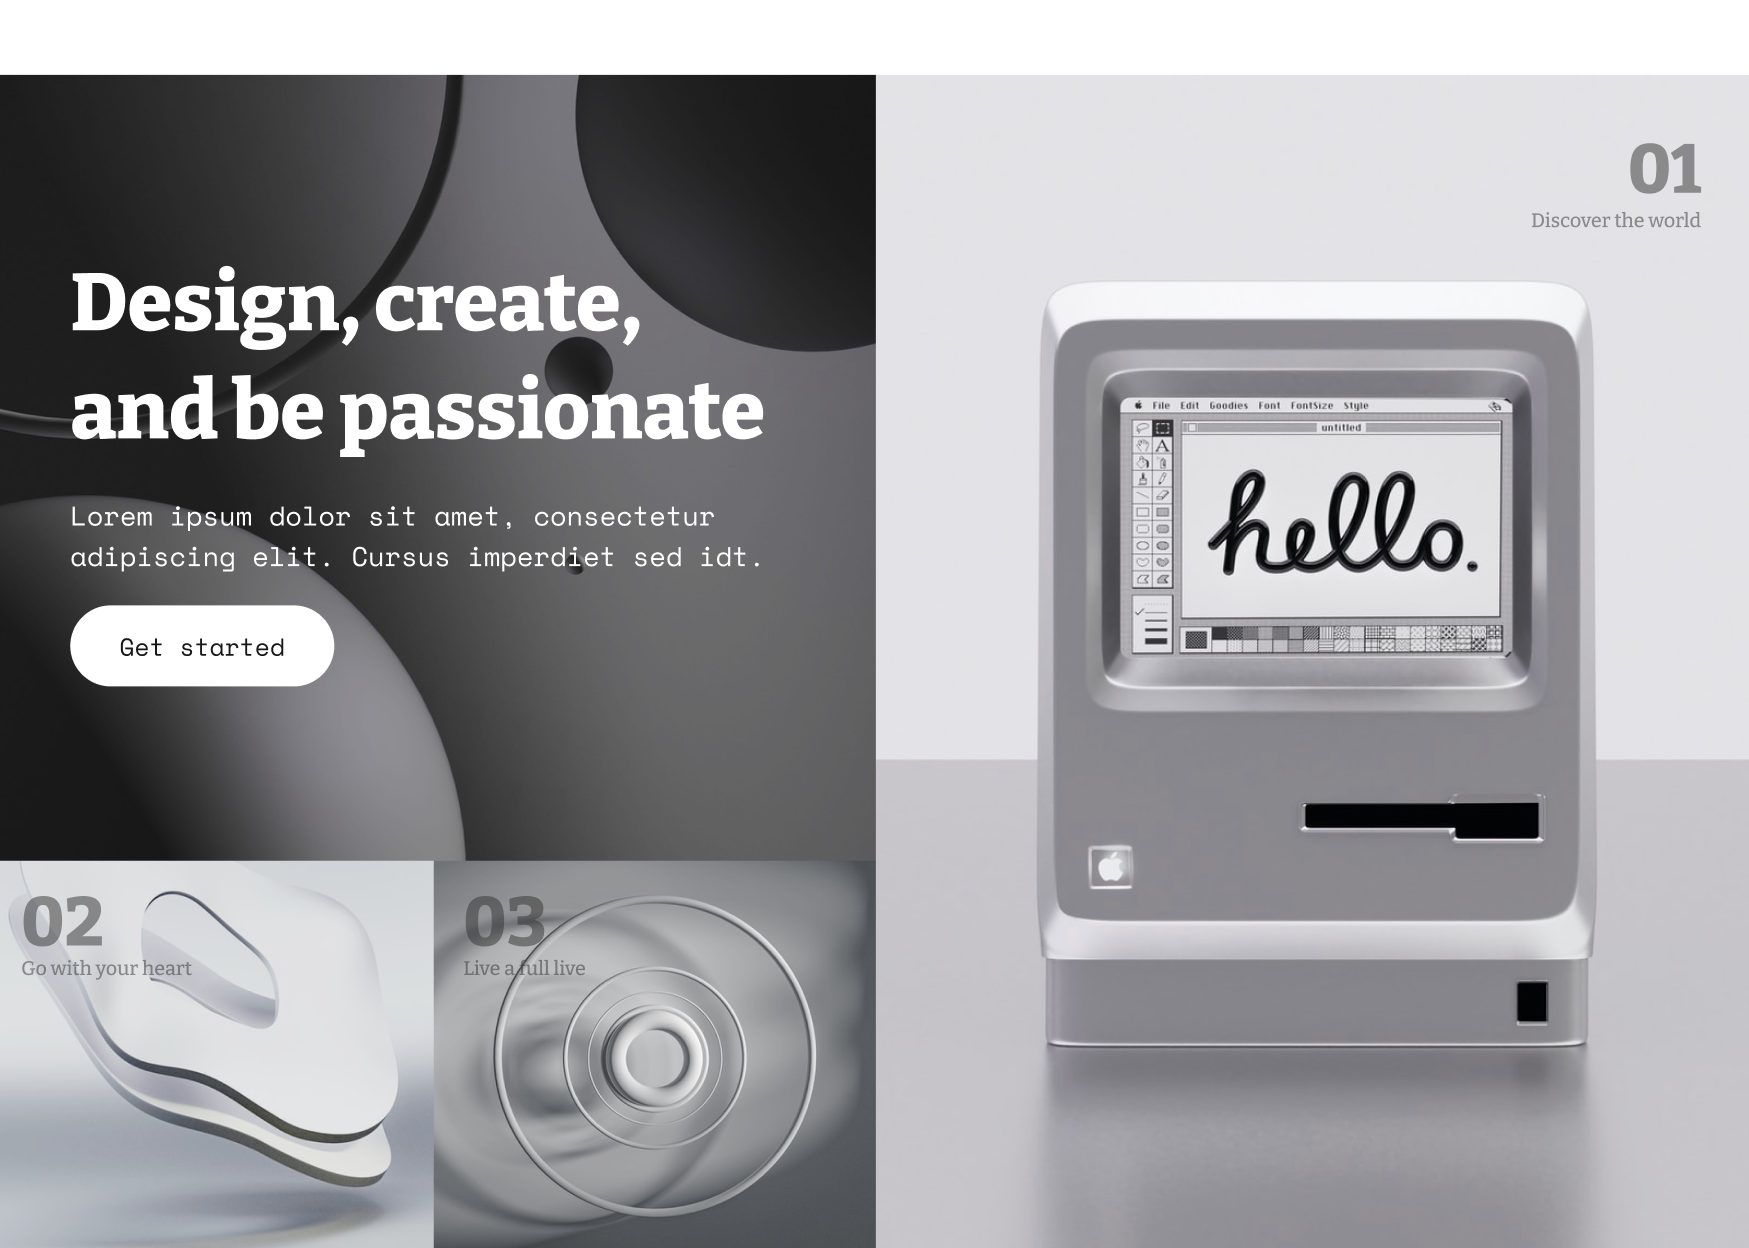 Design, create,
and be passionate
Lorem ipsum dolor sit amet, consectetur
adipiscing elit. Cursus imperdiet sed idt.
Get started
01
Discover the world
File Edit Goodies Font FontSize Style
untitled
A
hello.
02
Go with your heart
03
Live a full live